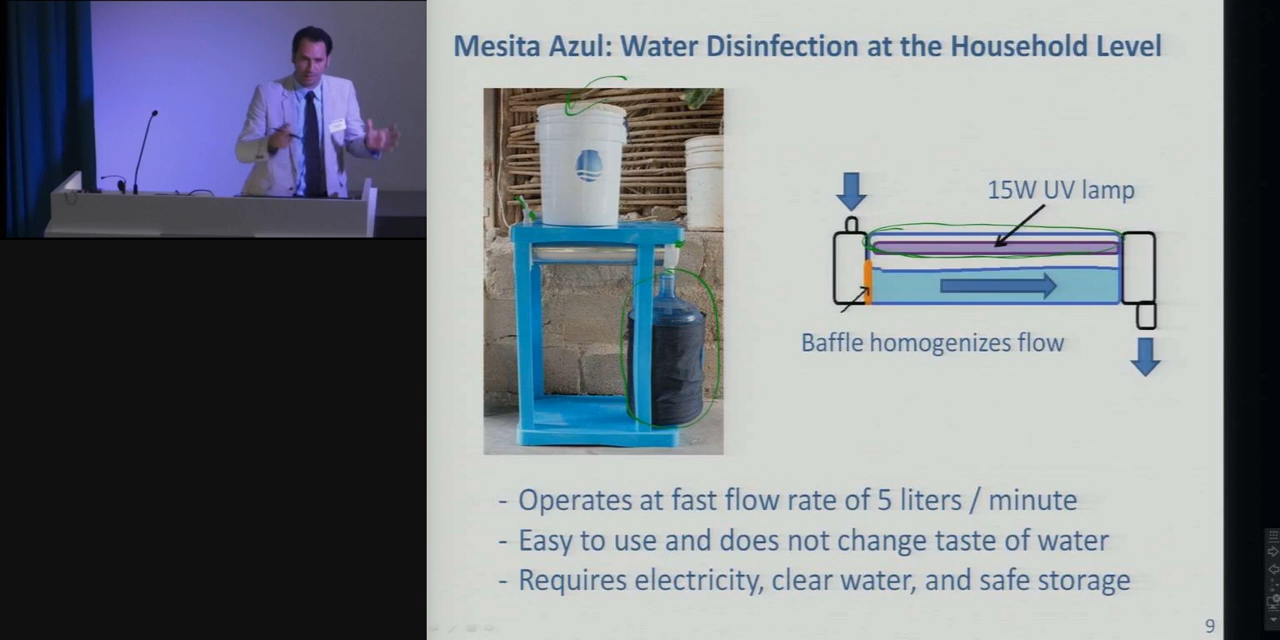 Mesita Azul: Water Disinfection at the Household Level
15W UV lamp
Baffle homogenizes flow
- Operates at fast flow rate of 5 liters / minute
- Easy to use and does not change taste of water
- Requires electricity, clear water, and safe storage
9